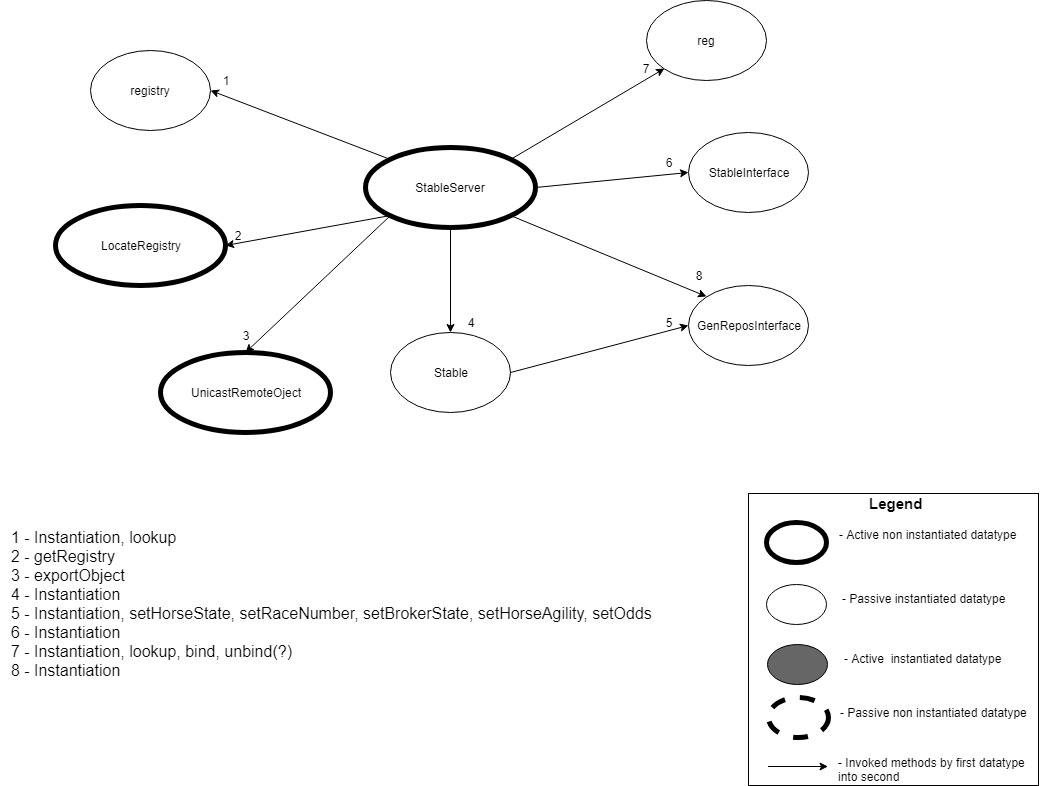 reg
7
1
registry
6
StableInterface
StableServer
2
LocateRegistry
8
GenReposInterface
5
4
3
Stable
UnicastRemoteOject
1 - Instantiation, lookup
2 - getRegistry
3 - exportObject
4 - Instantiation
5 - Instantiation, setHorseState, setRaceNumber, setBrokerState, setHorseAgility, setOdds
6 - Instantiation
7 - Instantiation, lookup, bind, unbind(?)
8 - Instantiation
Legend
- Active non instantiated datatype
- Passive instantiated datatype
- Active instantiated datatype
- Passive non instantiated datatype
- Invoked methods by first datatype
into second